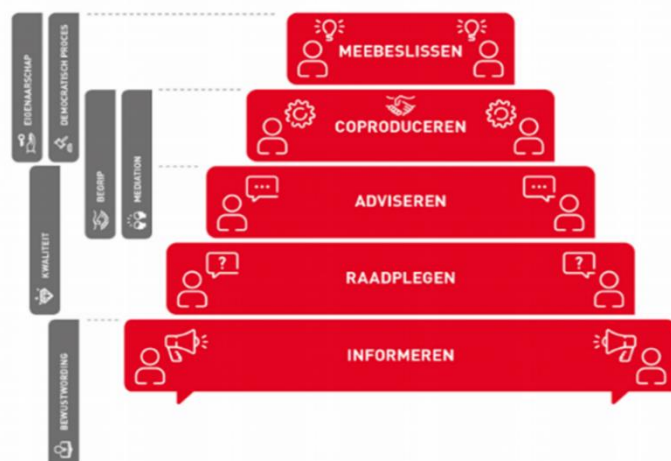 EIGENAARSCHAP
DEMOCRATISCH PROCES
BEGRIP
MEDIATION
KWALITEIT
BEWUSTWORDING
MEEBESLISSEN
COPRODUCEREN
...
...
ADVISEREN
?
?
RAADPLEGEN
INFORMEREN